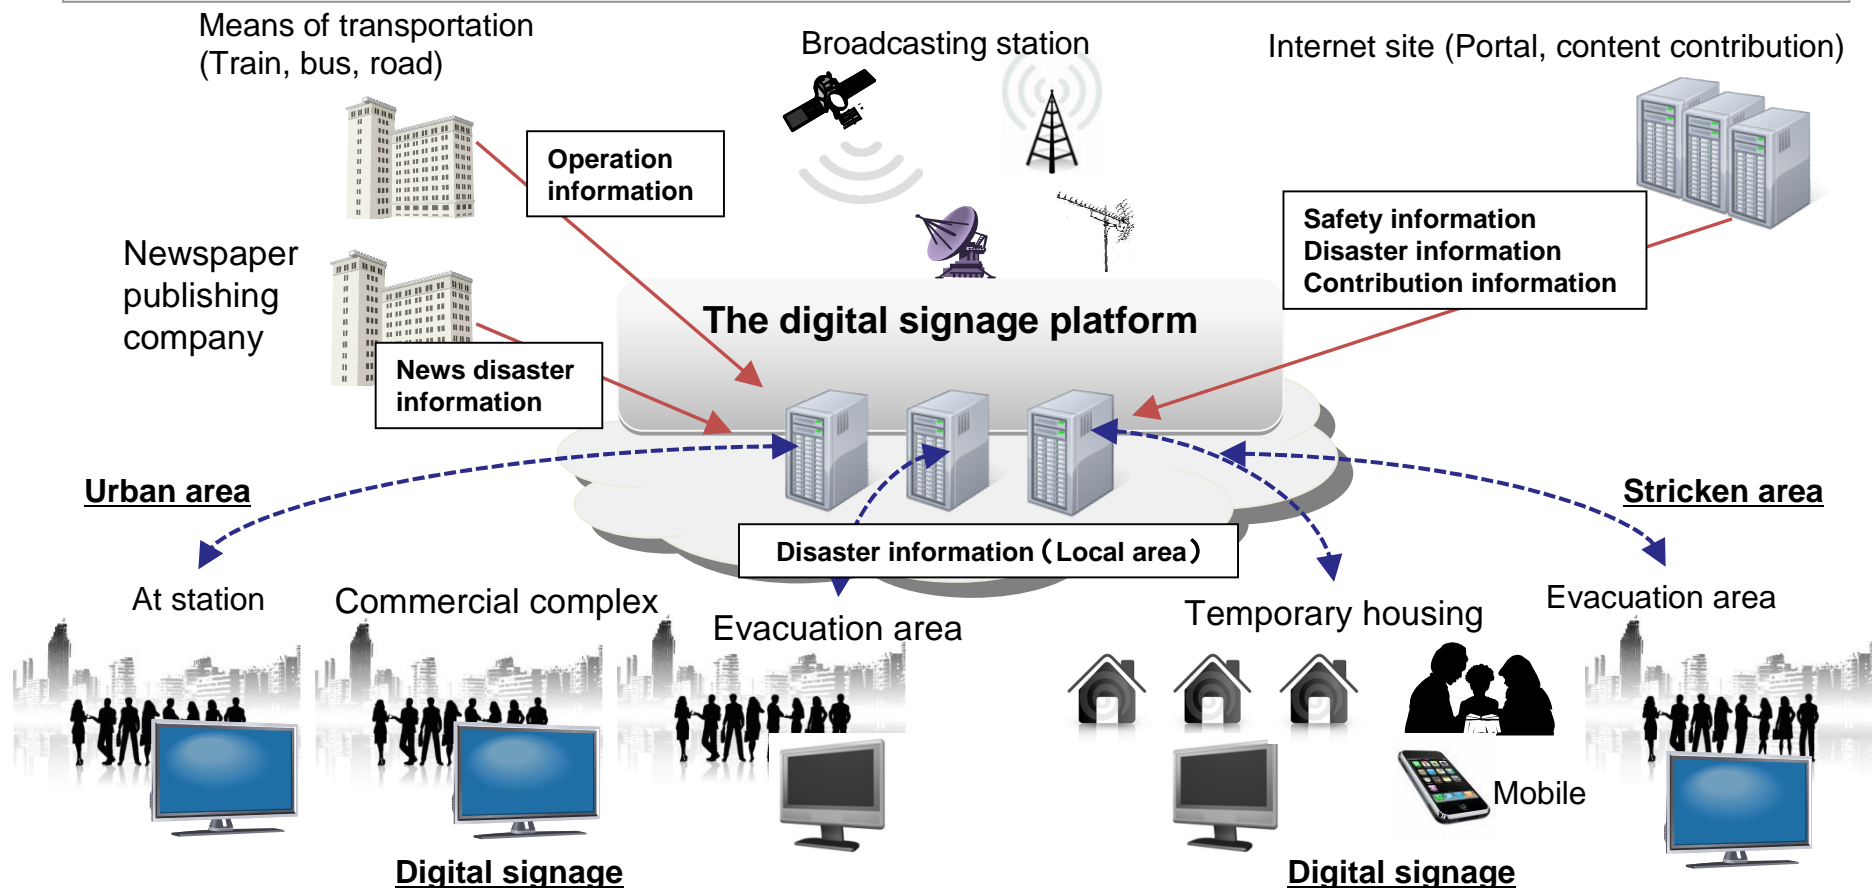 Means of transportation
(Train, bus, road)
Broadcasting station
Internet site (Portal, content contribution)
Operation
information
Safety information
Disaster information
Contribution information
Newspaper
publishing
company
The digital signage platform
News disaster
information
Urban area
Stricken area
Disaster information（Local area）
At station
Commercial complex
Evacuation area
Temporary housing
Evacuation area
Mobile
Digital signage
Digital signage